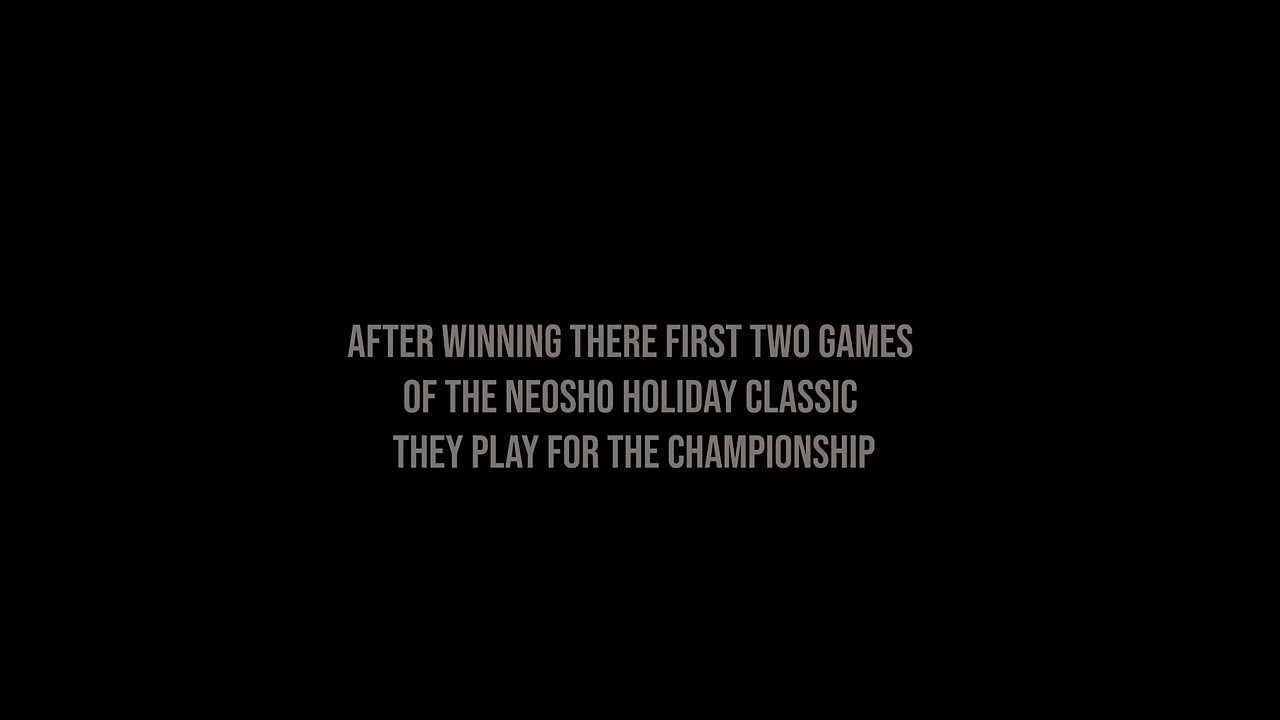 AFTER WINNING THERE FIRST TWO GAMES
OF THE NEOSHO HOLIDAY CLASSIC
THEY PLAY FOR THE CHAMPIONSHIP